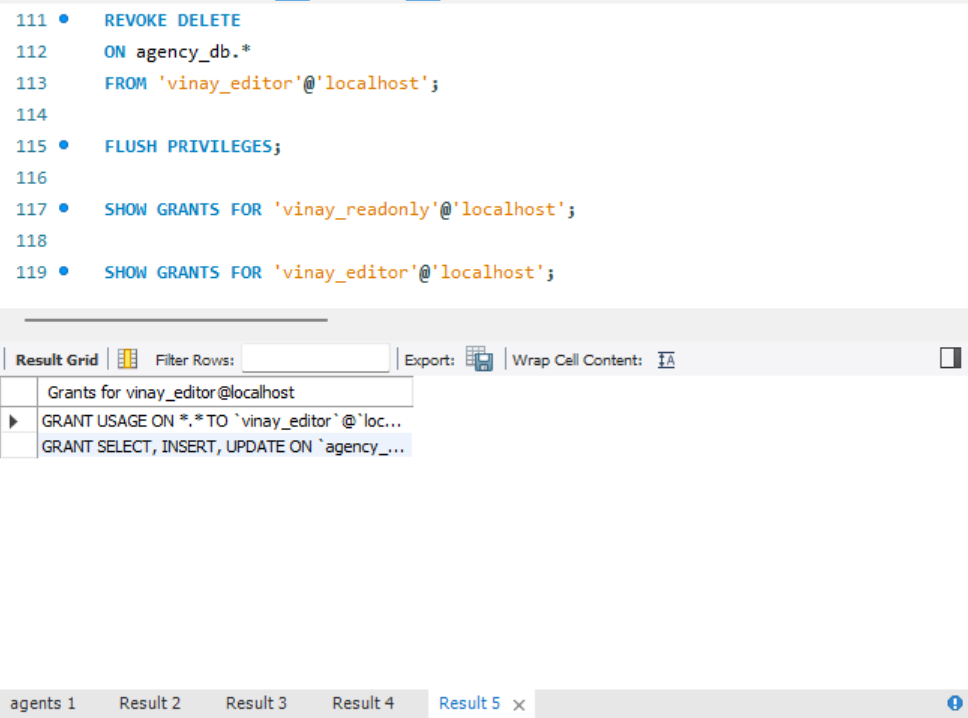 111 REVOKE DELETE
112 ON agency_db.*
113 FROM 'vinay_editor'@'localhost';
114
115 FLUSH PRIVILEGES;
116
117 SHOW GRANTS FOR 'vinay_readonly'@'localhost';
118
119 SHOW GRANTS FOR 'vinay_editor'@'localhost';
Result Grid Filter Rows: Export: Wrap Cell Content: IA
Grants for vinay_editor@localhost
GRANT USAGE ON *.* TO `vinay_editor`@`loc...
GRANT SELECT, INSERT, UPDATE ON `agency_...
agents 1 Result 2 Result 3 Result 4 Result 5 ×